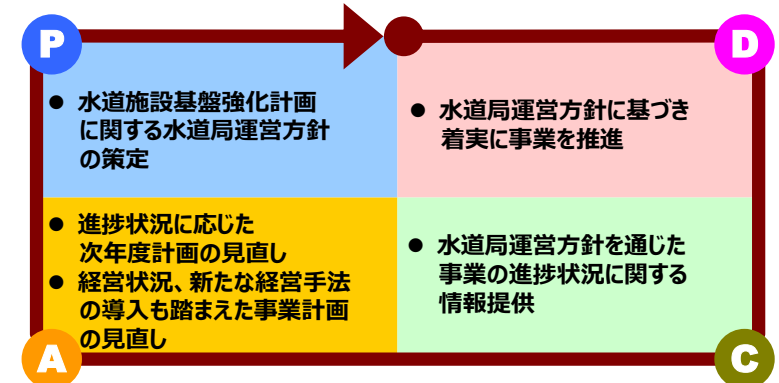 P
● 水道施設基盤強化計画
に関する水道局運営方針
の策定
D
● 水道局運営方針に基づき
着実に事業を推進
● 進捗状況に応じた
次年度計画の見直し
● 経営状況、新たな経営手法
の導入も踏まえた事業計画
の見直し
A
● 水道局運営方針を通じた
事業の進捗状況に関する
情報提供
C